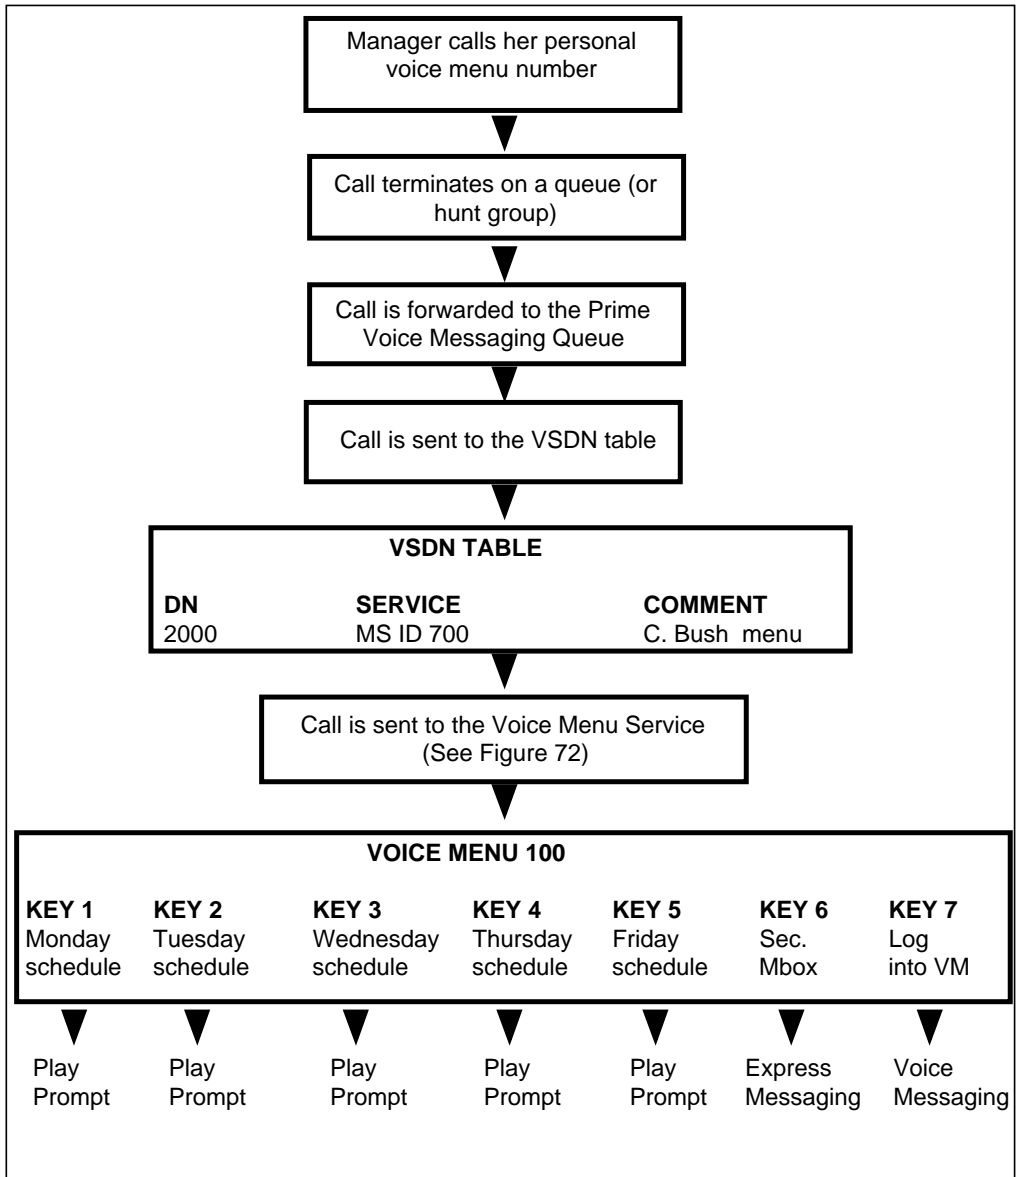 Manager calls her personal
voice menu number
Call terminates on a queue (or
hunt group)
Call is forwarded to the Prime
Voice Messaging Queue
Call is sent to the VSDN table
VSDN TABLE
DN SERVICE COMMENT
2000 MS ID 700 C. Bush menu
Call is sent to the Voice Menu Service
(See Figure 72)
VOICE MENU 100
KEY 1 KEY 2 KEY 3 KEY 4 KEY 5 KEY 6 KEY 7
Monday Tuesday Wednesday Thursday Friday Sec. Log
schedule schedule schedule schedule schedule Mbox into VM
Play Play Play Play Play Express Voice
Prompt Prompt Prompt Prompt Prompt Messaging Messaging